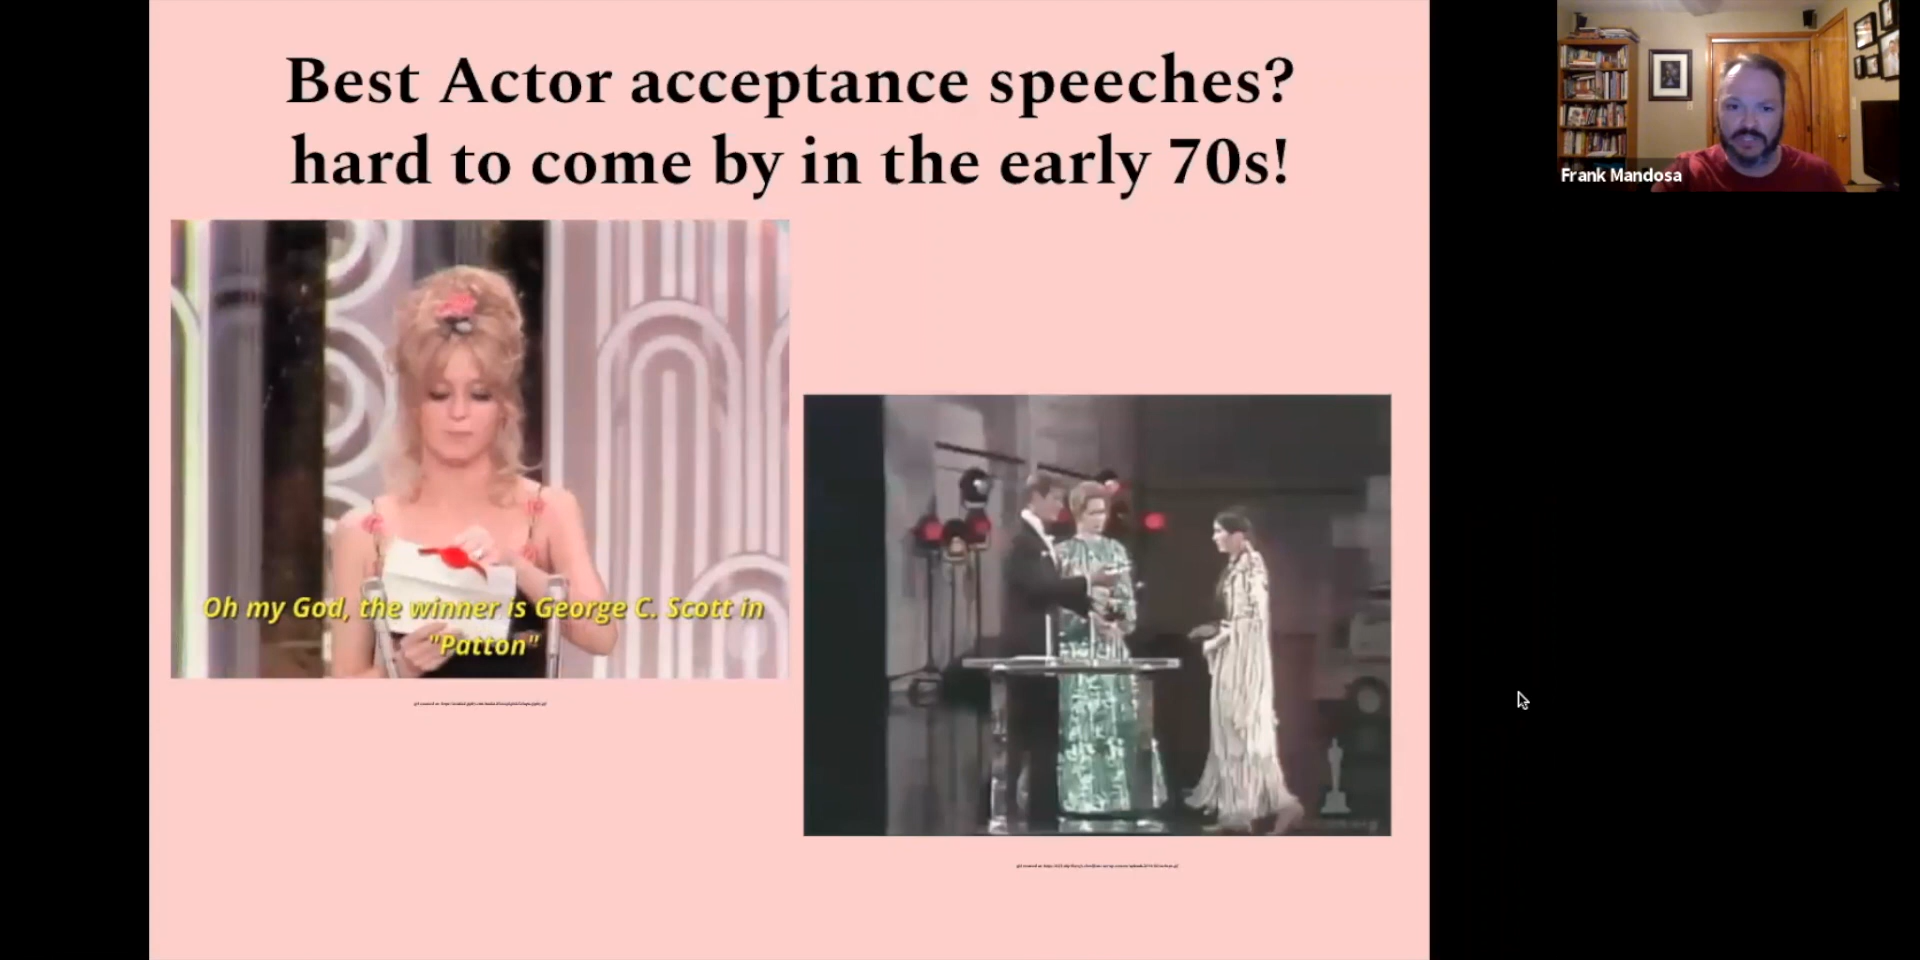 Best Actor acceptance speeches?
hard to come by in the early 70s!
Frank Mandosa
Oh my God, the winner is George C. Scott in
"Patton"